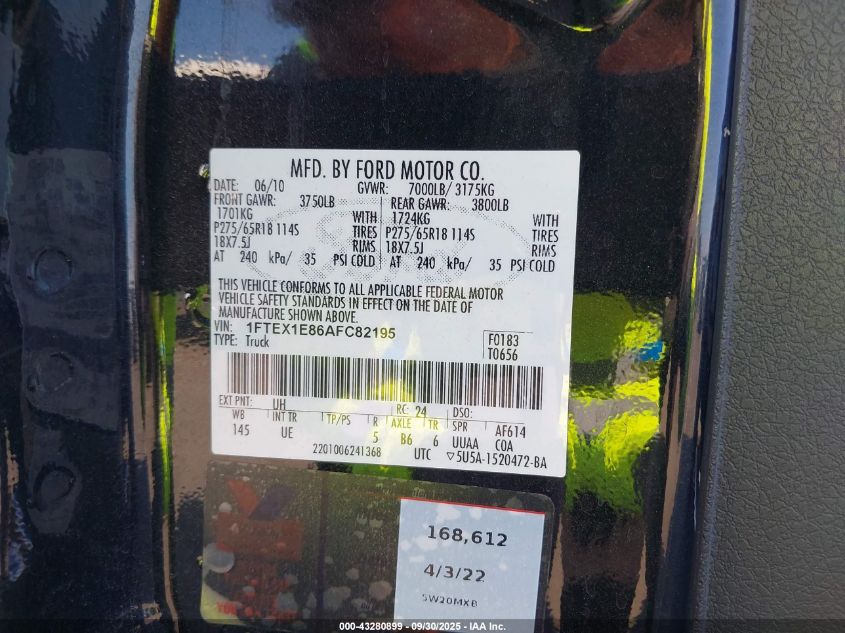 MFD. BY FORD MOTOR CO.
DATE: 06/10 GVWR: 7000LB/ 3175KG
FRONT GAWR: 3750LB REAR GAWR: 3800LB
1701KG WITH 1724KG WITH
P275/65R18 114S TIRES P275/65R18 114S TIRES
18X7.5J RIMS 18X7.5J RIMS
AT 240 kPa/ 35 PSI COLD AT 240 kPa/ 35 PSI COLD
THIS VEHICLE CONFORMS TO ALL APPLICABLE FEDERAL MOTOR
VEHICLE SAFETY STANDARDS IN EFFECT ON THE DATE OF
MANUFACTURE SHOWN ABOVE.
VIN: 1FTEX1E86AFC82195 F0183
TYPE: Truck T0656
EXT PNT: UH RC: 24 DSO:
WB INT TR TP/PS R AXLE TR SPR AF614
145 UE 5 B6 6 UUAA COA
2201006241368 UTC ▽5U5A-1520472-BA
168,612
4/3/22
5W20MXB
000-43280899 - 09/30/2025 - IAA Inc.